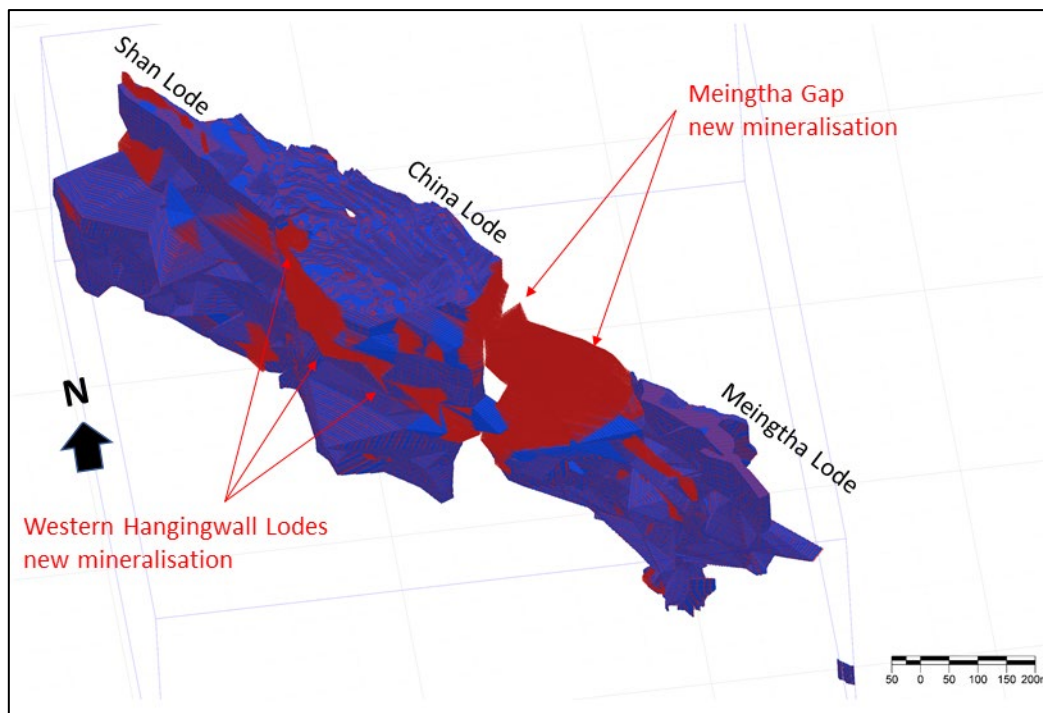 Shan Lode
China Lode
Meingtha Gap
new mineralisation
N
Meingtha Lode
Western Hangingwall Lodes
new mineralisation
50 0 50 100 150 200m